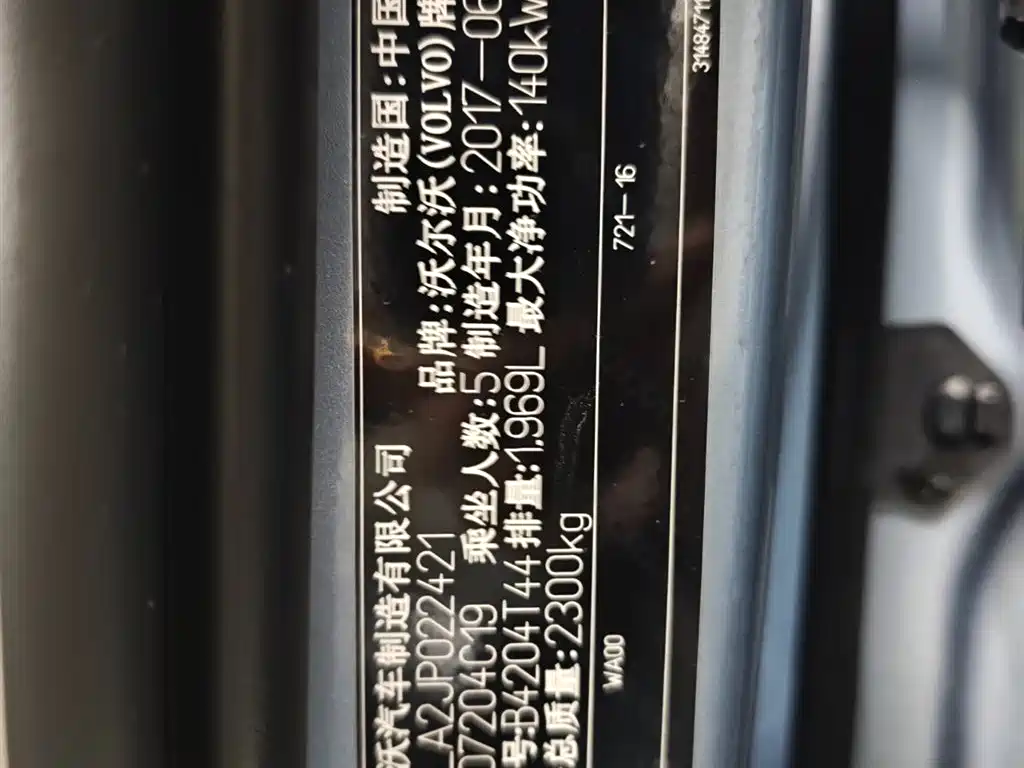 沃汽车制造有限公司 制造国:中国
A2JP022421 品牌:沃尔沃(VOLVO)牌
07204C19 乘坐人数:5 制造年月:2017-06
号:B4204T44 排量:1.969L 最大净功率:140kW
总质量:2300kg
WA00 721-16
3148471